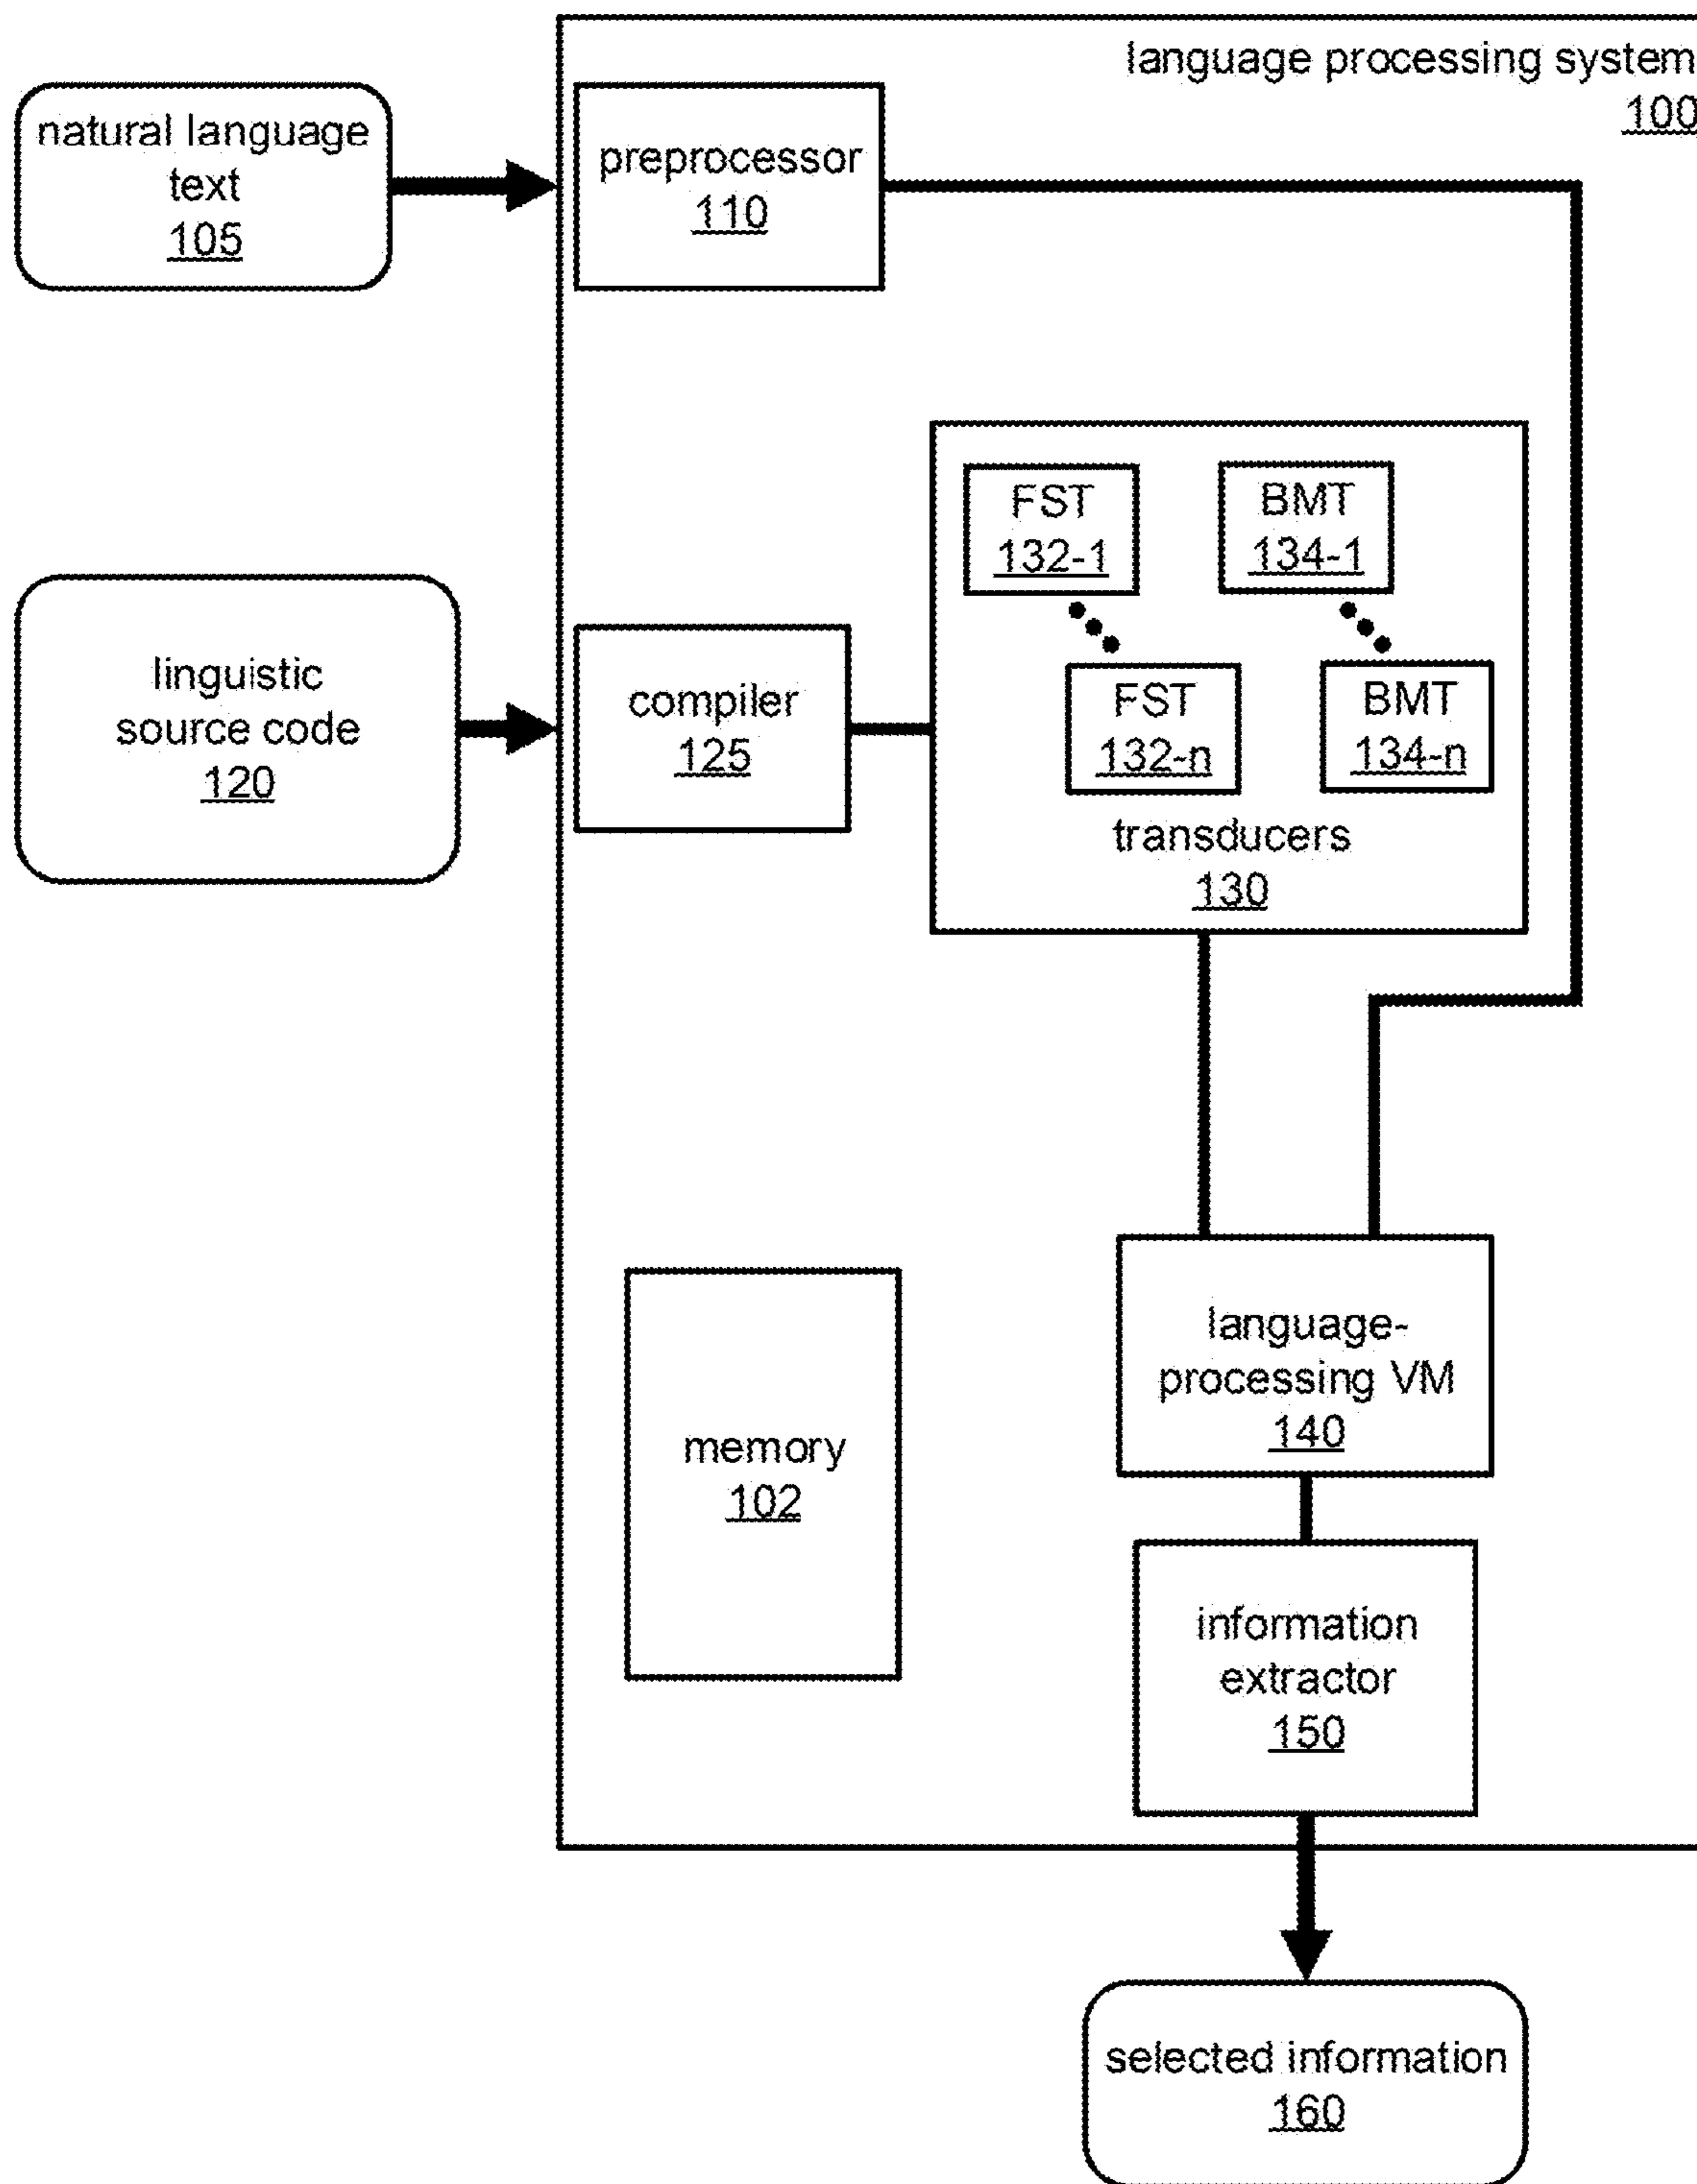 language processing system
100
natural language
text
105
preprocessor
110
FST
132-1
BMT
134-1
FST
132-n
BMT
134-n
transducers
130
linguistic
source code
120
compiler
125
language-
processing VM
140
memory
102
information
extractor
150
selected information
160